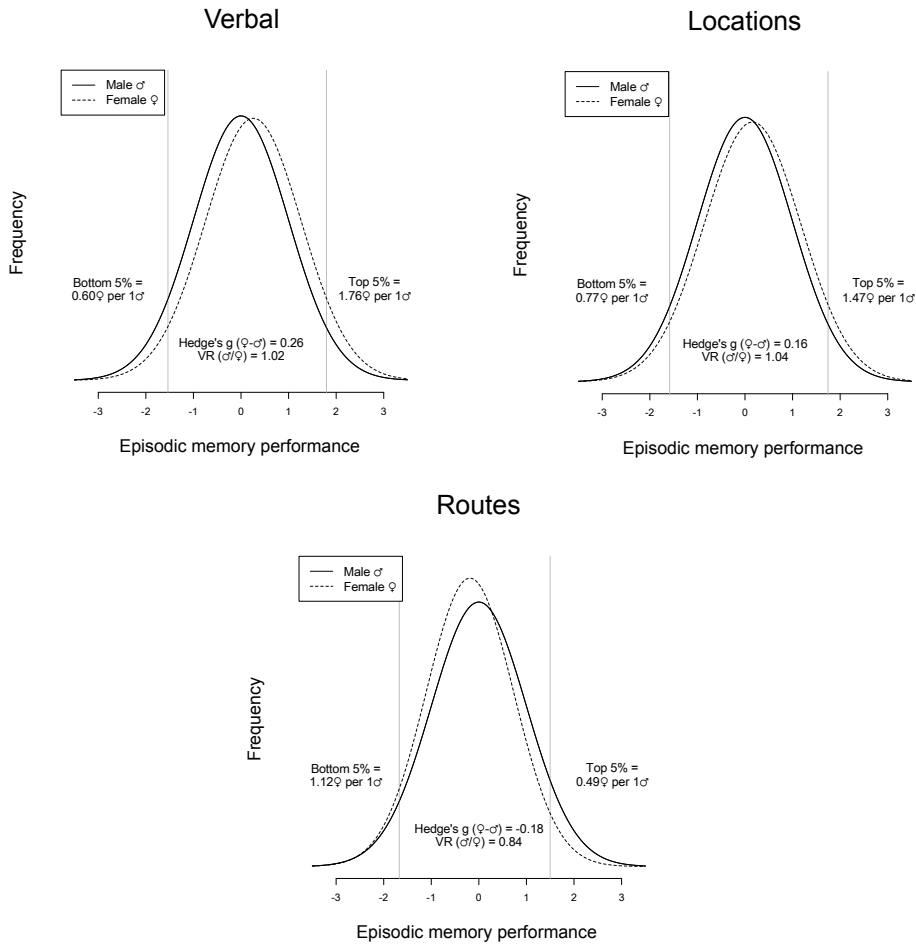 Verbal
Male ♂
Female ♀
Frequency
Bottom 5% =
0.60♀ per 1♂
Top 5% =
1.76♀ per 1♂
Hedge's g (♀-♂) = 0.26
VR (♂/♀) = 1.02
-3 -2 -1 0 1 2 3
Episodic memory performance
Locations
Male ♂
Female ♀
Frequency
Bottom 5% =
0.77♀ per 1♂
Top 5% =
1.47♀ per 1♂
Hedge's g (♀-♂) = 0.16
VR (♂/♀) = 1.04
-3 -2 -1 0 1 2 3
Episodic memory performance
Routes
Male ♂
Female ♀
Frequency
Bottom 5% =
1.12♀ per 1♂
Top 5% =
0.49♀ per 1♂
Hedge's g (♀-♂) = -0.18
VR (♂/♀) = 0.84
-3 -2 -1 0 1 2 3
Episodic memory performance